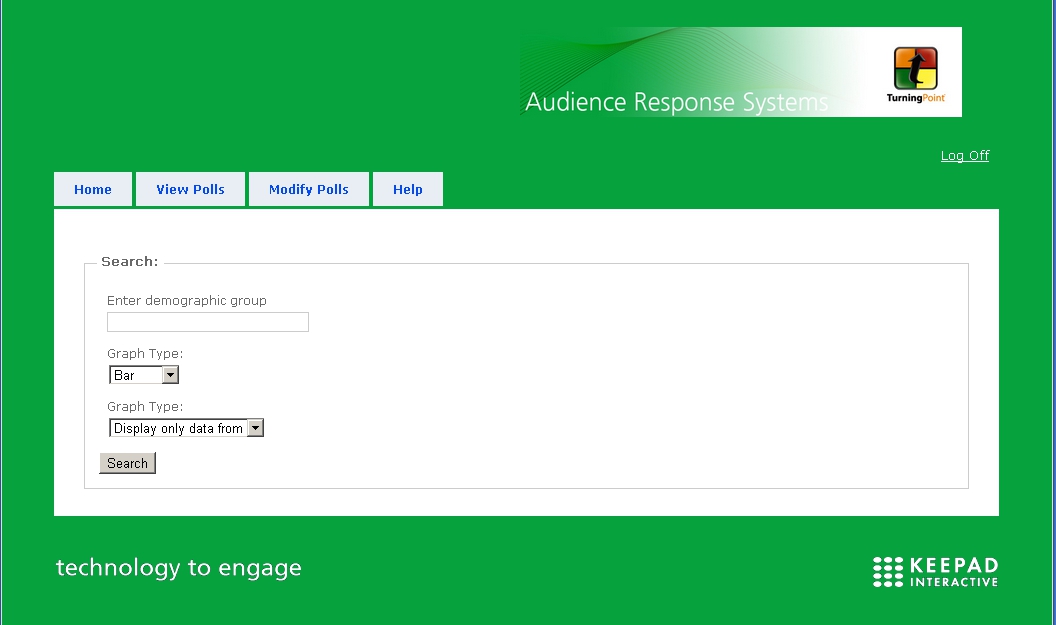 Audience Response Systems
TurningPoint
Log Off
Home View Polls Modify Polls Help
Search:
Enter demographic group
Graph Type:
Bar
Graph Type:
Display only data from
Search
technology to engage
KEEPAD
INTERACTIVE